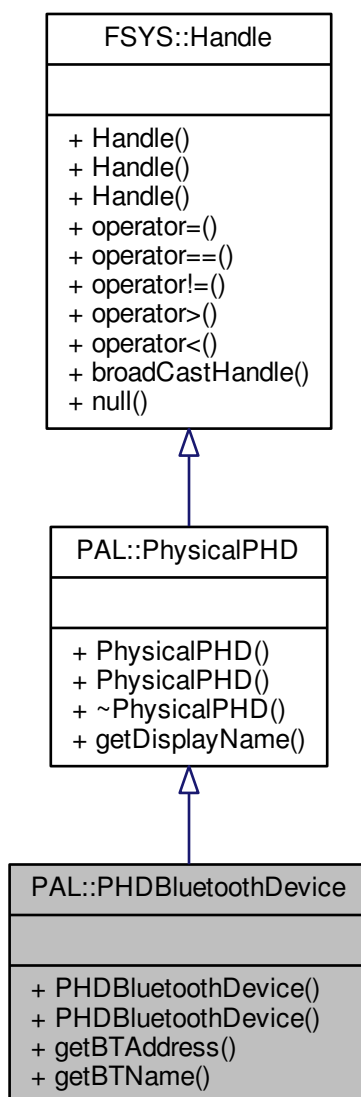 FSYS::Handle
+ Handle()
+ Handle()
+ Handle()
+ operator=()
+ operator==()
+ operator!=()
+ operator>()
+ operator<()
+ broadCastHandle()
+ null()
PAL::PhysicalPHD
+ PhysicalPHD()
+ PhysicalPHD()
+ ~PhysicalPHD()
+ getDisplayName()
PAL::PHDBluetoothDevice
+ PHDBluetoothDevice()
+ PHDBluetoothDevice()
+ getBTAddress()
+ getBTName()